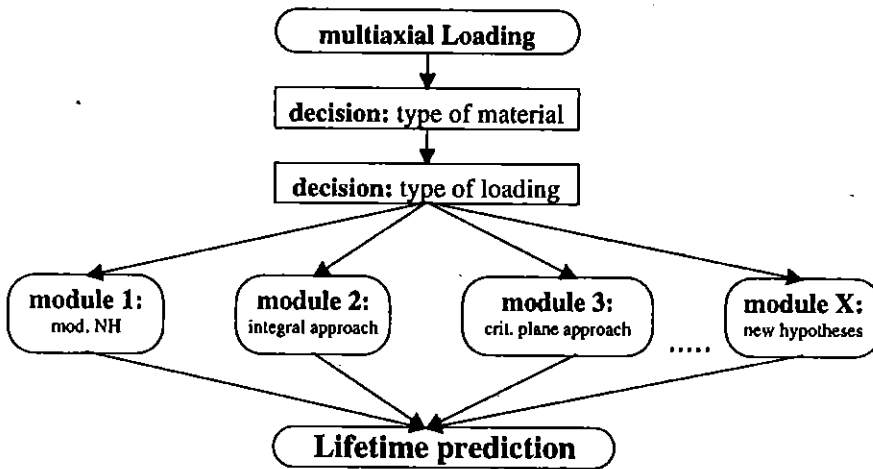 multiaxial Loading
decision: type of material
decision: type of loading
module 1:
mod. NH
module 2:
integral approach
module 3:
crit. plane approach
.....
module X:
new hypotheses
Lifetime prediction